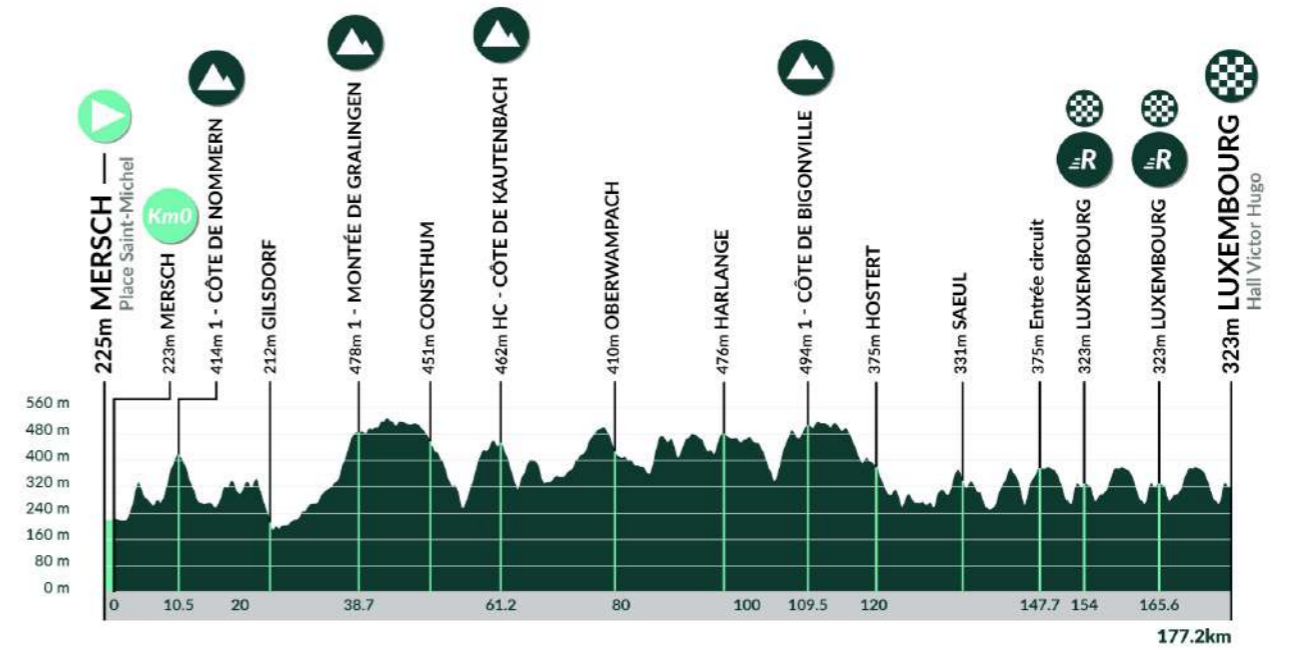 225m MERSCH
Place Saint-Michel
Km0
223m MERSCH
414m 1 - CÔTE DE NOMMERN
212m GILSDORF
478m 1 - MONTÉE DE GRALINGEN
451m CONSTHUM
462m HC - CÔTE DE KAUTENBACH
410m OBERWAMPACH
476m HARLANGE
494m 1 - CÔTE DE BIGONVILLE
375m HOSTERT
331m SAEUL
375m Entrée circuit
R
323m LUXEMBOURG
R
323m LUXEMBOURG
323m LUXEMBOURG
Hall Victor Hugo
560 m
480 m
400 m
320 m
240 m
160 m
80 m
0 m
0 10.5 20 38.7 61.2 80 100 109.5 120 147.7 154 165.6
177.2km